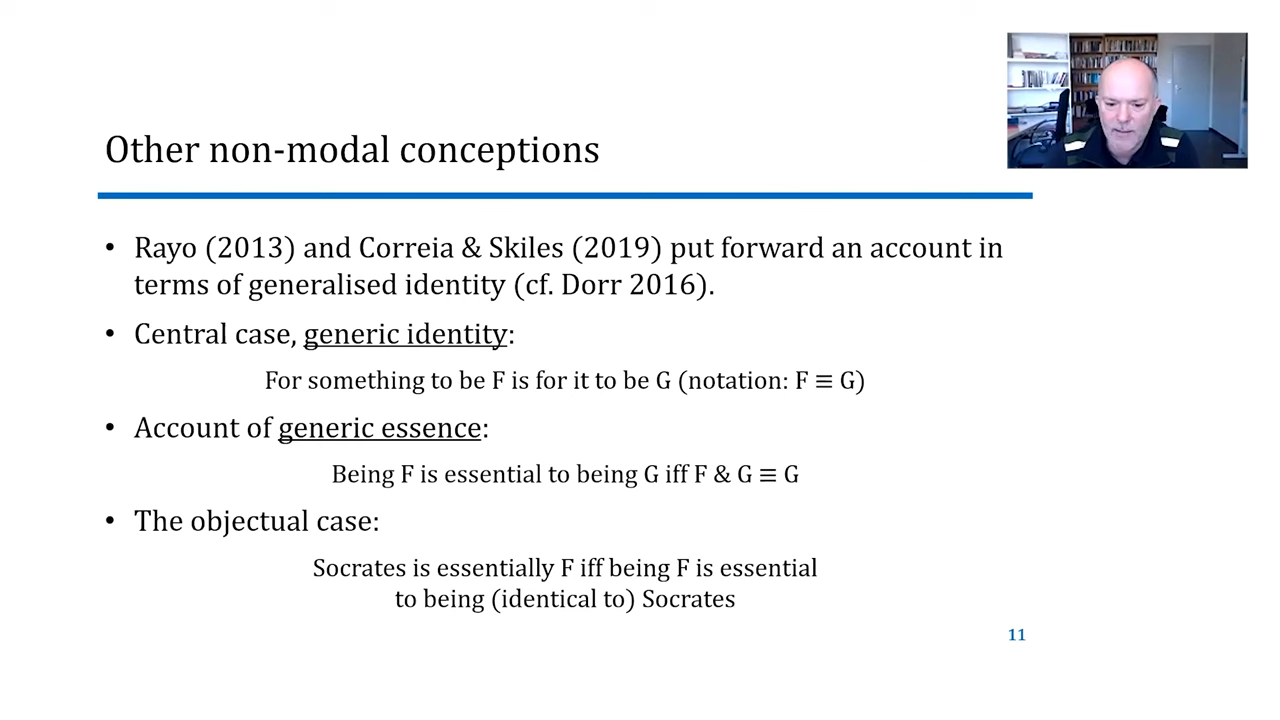 Other non-modal conceptions
• Rayo (2013) and Correia & Skiles (2019) put forward an account in
terms of generalised identity (cf. Dorr 2016).
• Central case, generic identity:
For something to be F is for it to be G (notation: F ≡ G)
• Account of generic essence:
Being F is essential to being G iff F & G ≡ G
• The objectual case:
Socrates is essentially F iff being F is essential
to being (identical to) Socrates
11